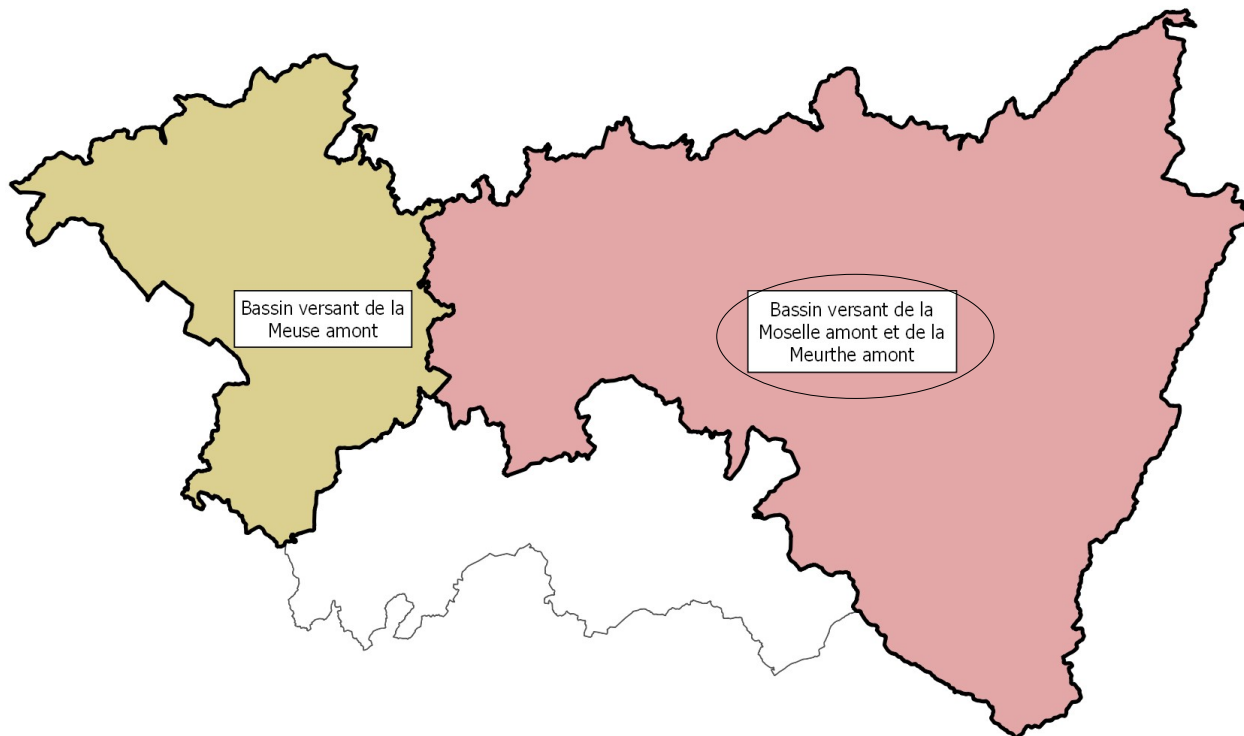 Bassin versant de la
Meuse amont
Bassin versant de la
Moselle amont et de la
Meurthe amont